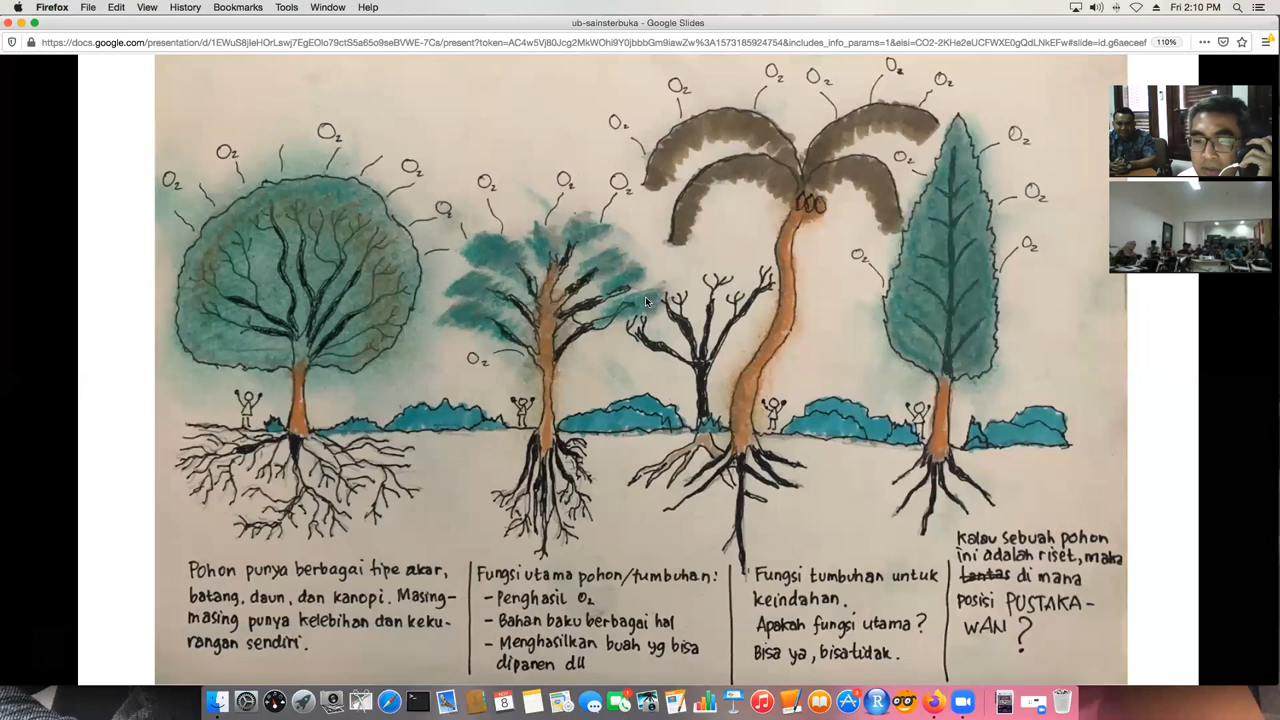 Firefox File Edit View History Bookmarks Tools Window Help
Fri 2:10 PM
ub-sainsterbuka - Google Slides
110%
O₂ O₂ O₂ O₂ O₂
O₂ O₂ O₂ O₂
O₂ O₂ O₂ O₂ O₂ O₂
O₂ O₂ O₂ O₂ O₂
Pohon punya berbagai tipe akar,
batang, daun, dan kanopi. Masing-
masing punya kelebihan dan keku-
rangan sendiri.
Fungsi utama pohon/tumbuhan:
- Penghasil O₂
- Bahan baku berbagai hal
- Menghasilkan buah yg bisa
dipanen dll
Fungsi tumbuhan untuk
keindahan.
Apakah fungsi utama?
Bisa ya, bisa tidak.
Kalau sebuah pohon
ini adalah riset, maka
di mana
posisi PUSTAKA-
WAN?
NOV
8